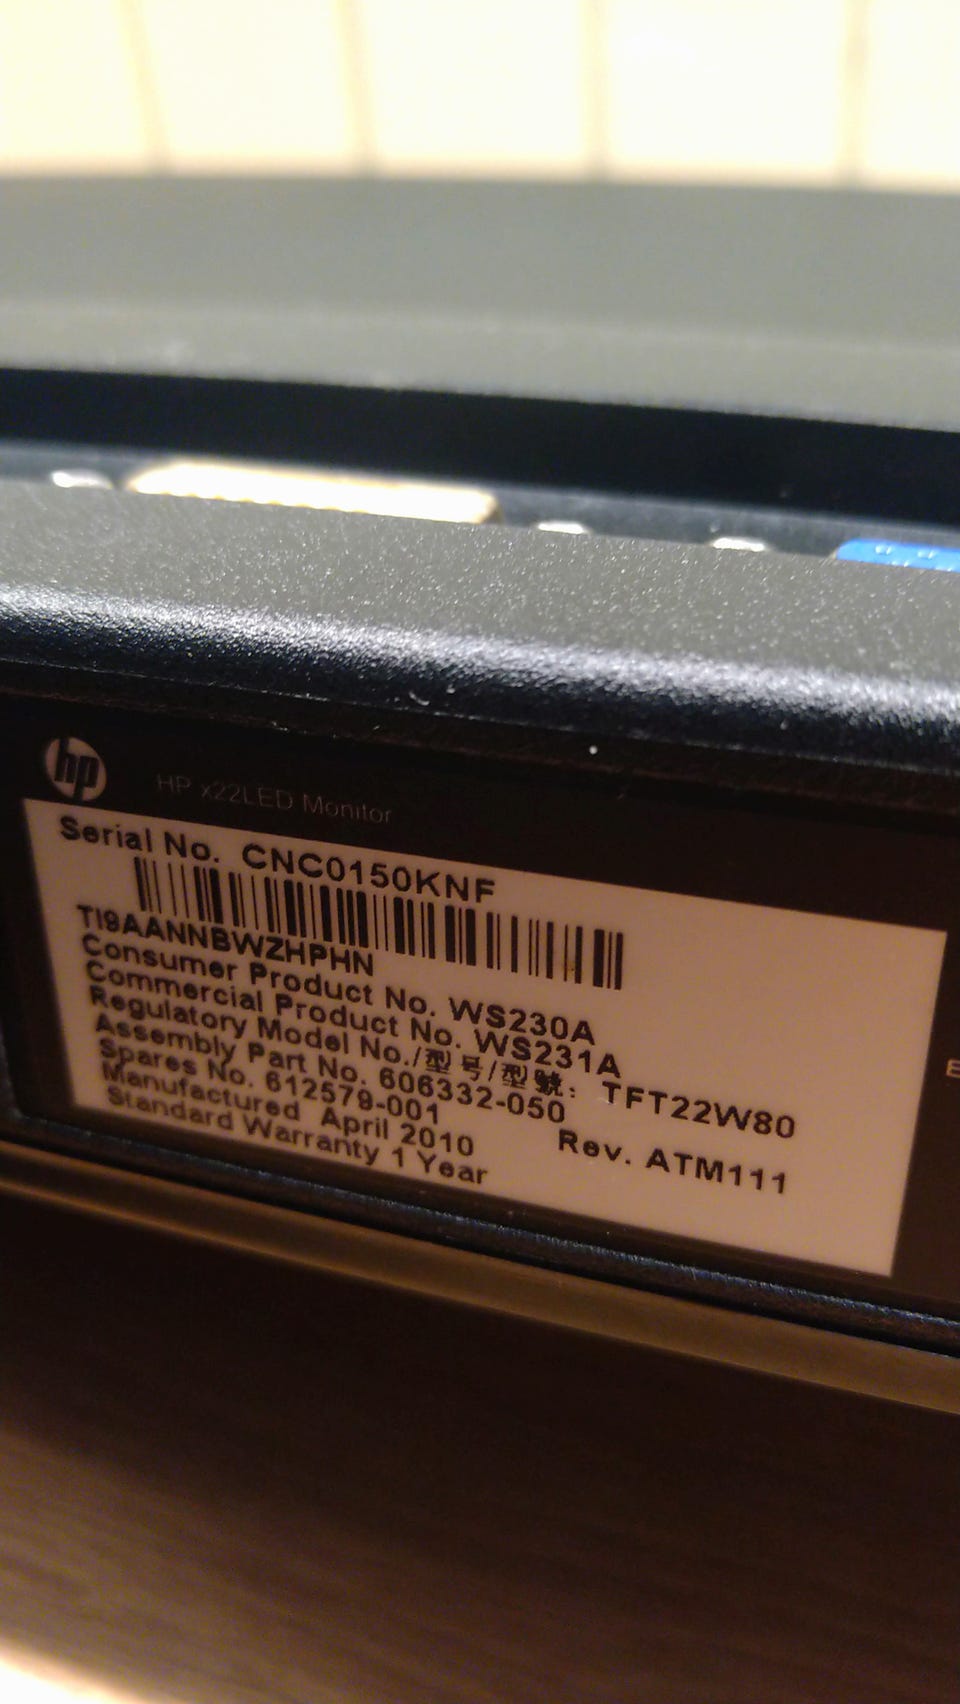 hp
HP x22LED Monitor
Serial No. CNC0150KNF
TI9AANNBWZHPHN
Consumer Product No. WS230A
Commercial Product No. WS231A
Regulatory Model No./型号/型號: TFT22W80
Assembly Part No. 606332-050
Spares No. 612579-001
Rev. ATM111
Manufactured April 2010
Standard Warranty 1 Year